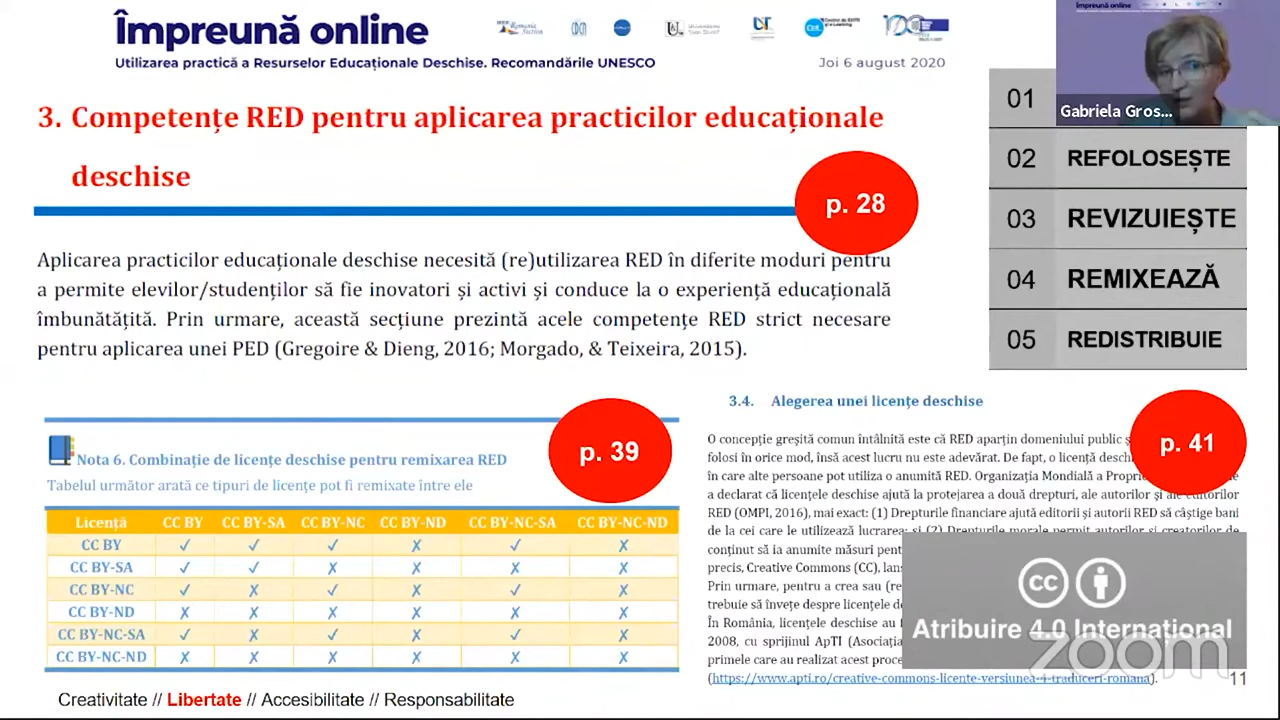 Împreună online
Utilizarea practică a Resurselor Educaționale Deschise. Recomandările UNESCO
Joi 6 august 2020
Gabriela Gros...
3. Competențe RED pentru aplicarea practicilor educaționale
deschise
p. 28
Aplicarea practicilor educaționale deschise necesită (re)utilizarea RED în diferite moduri pentru
a permite elevilor/studenților să fie inovatori și activi și conduce la o experiență educațională
îmbunătățită. Prin urmare, această secțiune prezintă acele competențe RED strict necesare
pentru aplicarea unei PED (Gregoire & Dieng, 2016; Morgado, & Teixeira, 2015).
01
02 REFOLOSEȘTE
03 REVIZUIEȘTE
04 REMIXEAZĂ
05 REDISTRIBUIE
p. 39
Nota 6. Combinație de licențe deschise pentru remixarea RED
Tabelul următor arată ce tipuri de licențe pot fi remixate între ele
Licență CC BY CC BY-SA CC BY-NC CC BY-ND CC BY-NC-SA CC BY-NC-ND
CC BY ✓ ✓ ✓ ✗ ✓ ✗
CC BY-SA ✓ ✓ ✗ ✗ ✗ ✗
CC BY-NC ✓ ✗ ✓ ✗ ✓ ✗
CC BY-ND ✗ ✗ ✗ ✗ ✗ ✗
CC BY-NC-SA ✓ ✗ ✓ ✗ ✓ ✗
CC BY-NC-ND ✗ ✗ ✗ ✗ ✗ ✗
3.4. Alegerea unei licențe deschise
p. 41
O concepție greșită comun întâlnită este că RED aparțin domeniului public ș
folosi în orice mod, însă acest lucru nu este adevărat. De fapt, o licență desch
în care alte persoane pot utiliza o anumită RED. Organizația Mondială a Proprie
a declarat că licențele deschise ajută la protejarea a două drepturi, ale autorilor și ale editorilor
RED (OMPI, 2016), mai exact: (1) Drepturile financiare ajută editorii și autorii RED să câștige bani
de la cei care le utilizează lucrarea; și (2) Drepturile morale permit autorilor și creatorilor de
conținut să ia anumite măsuri pent
precis, Creative Commons (CC), lans
Prin urmare, pentru a crea sau (re
trebuie să învețe despre licențele d
În România, licențele deschise au f
2008, cu sprijinul ApTI (Asociaț
primele care au realizat acest proce
(https://www.apti.ro/creative-commons-licente-versiunea-4-traduceri-romana).
cc
Atribuire 4.0 Internațional
zoom
11
Creativitate // Libertate // Accesibilitate // Responsabilitate